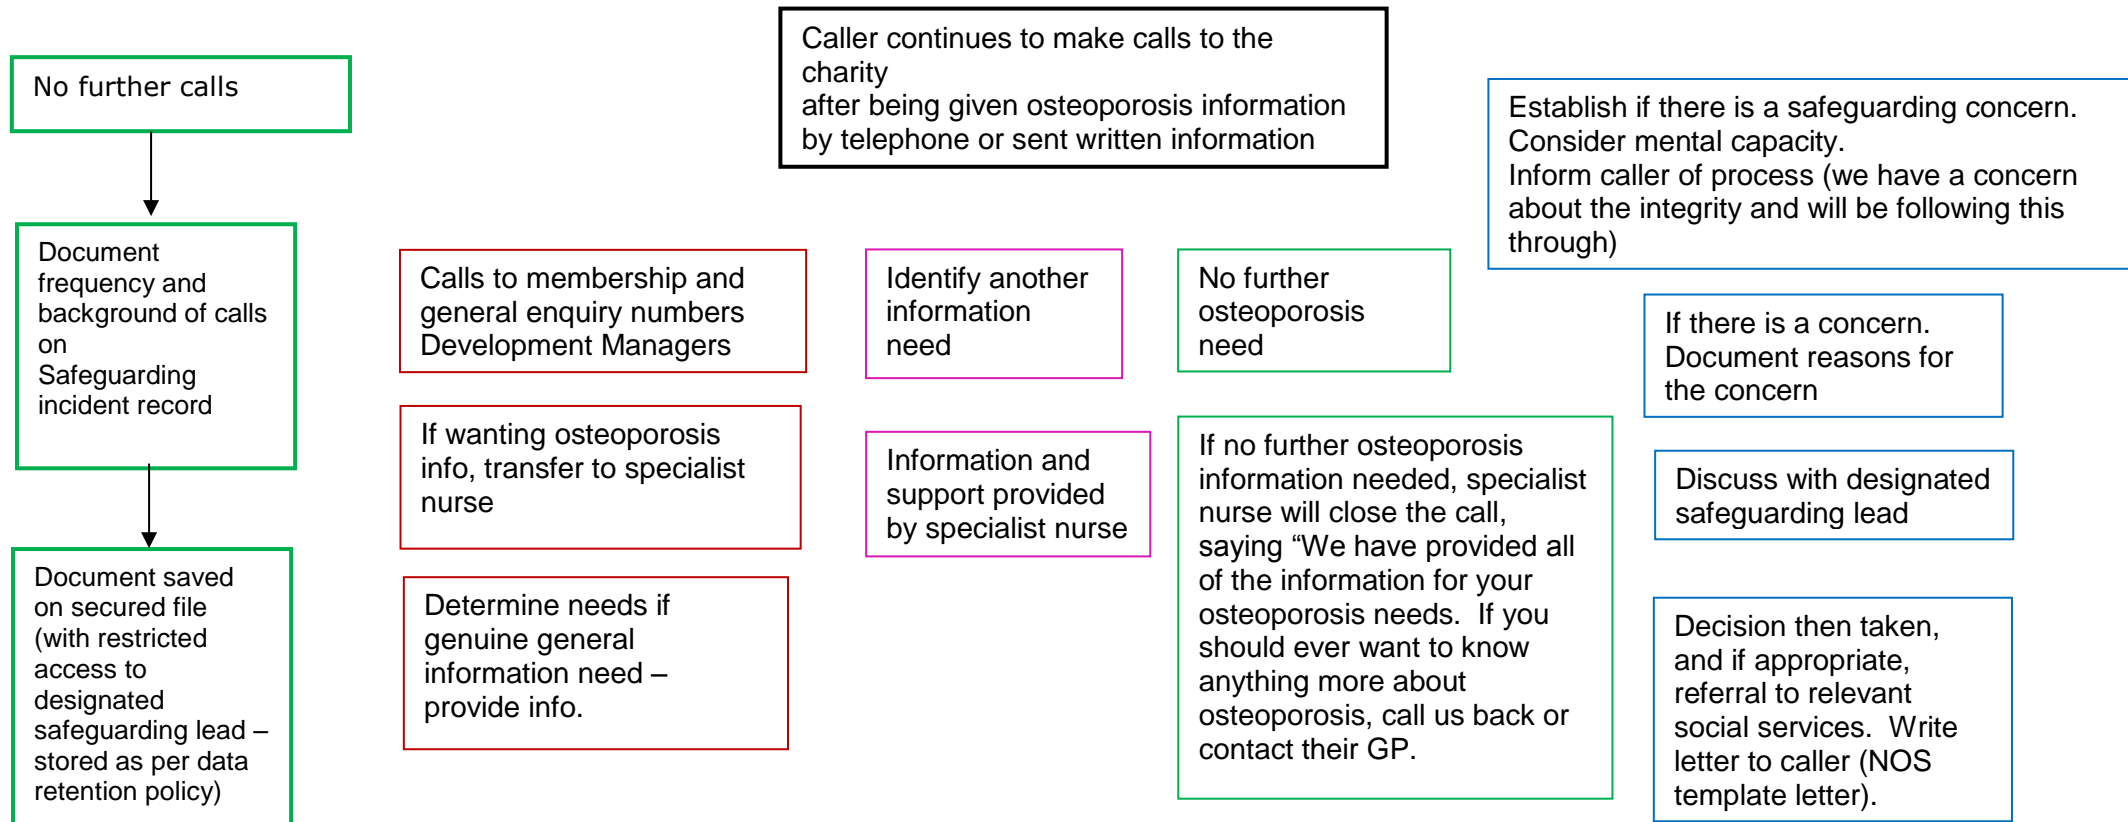 Caller continues to make calls to the
charity
after being given osteoporosis information
by telephone or sent written information
No further calls
Document
frequency and
background of calls
on
Safeguarding
incident record
Document saved
on secured file
(with restricted
access to
designated
safeguarding lead –
stored as per data
retention policy)
Calls to membership and
general enquiry numbers
Development Managers
If wanting osteoporosis
info, transfer to specialist
nurse
Determine needs if
genuine general
information need –
provide info.
Identify another
information
need
Information and
support provided
by specialist nurse
No further
osteoporosis
need
If no further osteoporosis
information needed, specialist
nurse will close the call,
saying “We have provided all
of the information for your
osteoporosis needs.  If you
should ever want to know
anything more about
osteoporosis, call us back or
contact their GP.
Establish if there is a safeguarding concern.
Consider mental capacity.
Inform caller of process (we have a concern
about the integrity and will be following this
through)
If there is a concern.
Document reasons for
the concern
Discuss with designated
safeguarding lead
Decision then taken,
and if appropriate,
referral to relevant
social services.  Write
letter to caller (NOS
template letter).